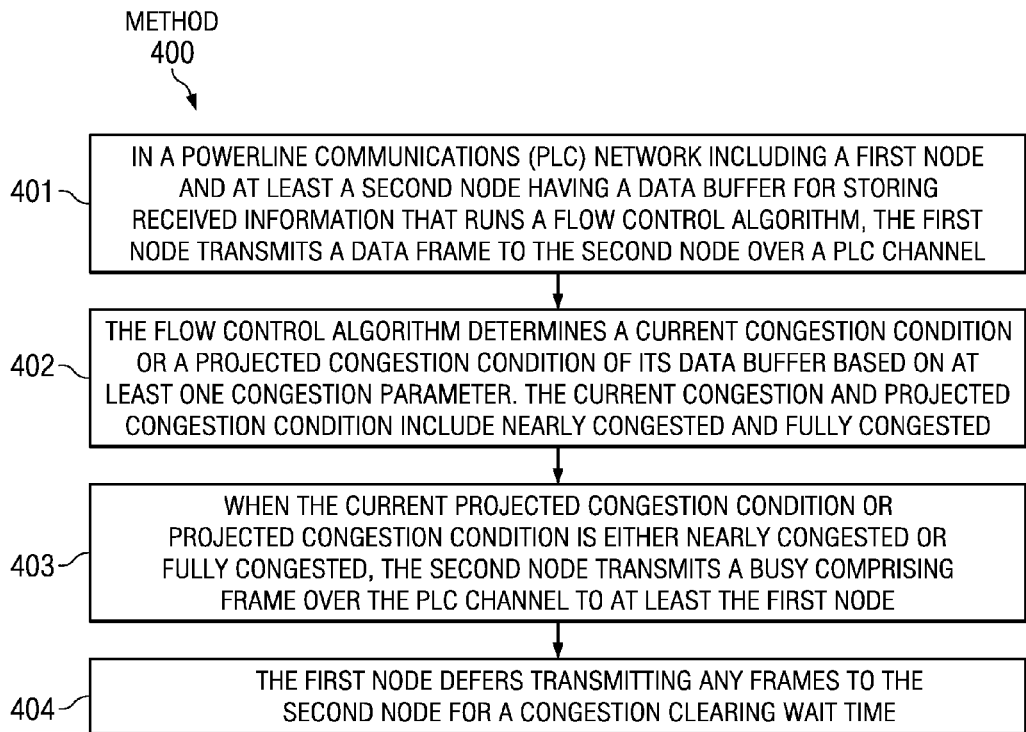 METHOD
400
401
IN A POWERLINE COMMUNICATIONS (PLC) NETWORK INCLUDING A FIRST NODE
AND AT LEAST A SECOND NODE HAVING A DATA BUFFER FOR STORING
RECEIVED INFORMATION THAT RUNS A FLOW CONTROL ALGORITHM, THE FIRST
NODE TRANSMITS A DATA FRAME TO THE SECOND NODE OVER A PLC CHANNEL
402
THE FLOW CONTROL ALGORITHM DETERMINES A CURRENT CONGESTION CONDITION
OR A PROJECTED CONGESTION CONDITION OF ITS DATA BUFFER BASED ON AT
LEAST ONE CONGESTION PARAMETER. THE CURRENT CONGESTION AND PROJECTED
CONGESTION CONDITION INCLUDE NEARLY CONGESTED AND FULLY CONGESTED
403
WHEN THE CURRENT PROJECTED CONGESTION CONDITION OR
PROJECTED CONGESTION CONDITION IS EITHER NEARLY CONGESTED OR
FULLY CONGESTED, THE SECOND NODE TRANSMITS A BUSY COMPRISING
FRAME OVER THE PLC CHANNEL TO AT LEAST THE FIRST NODE
404
THE FIRST NODE DEFERS TRANSMITTING ANY FRAMES TO THE
SECOND NODE FOR A CONGESTION CLEARING WAIT TIME